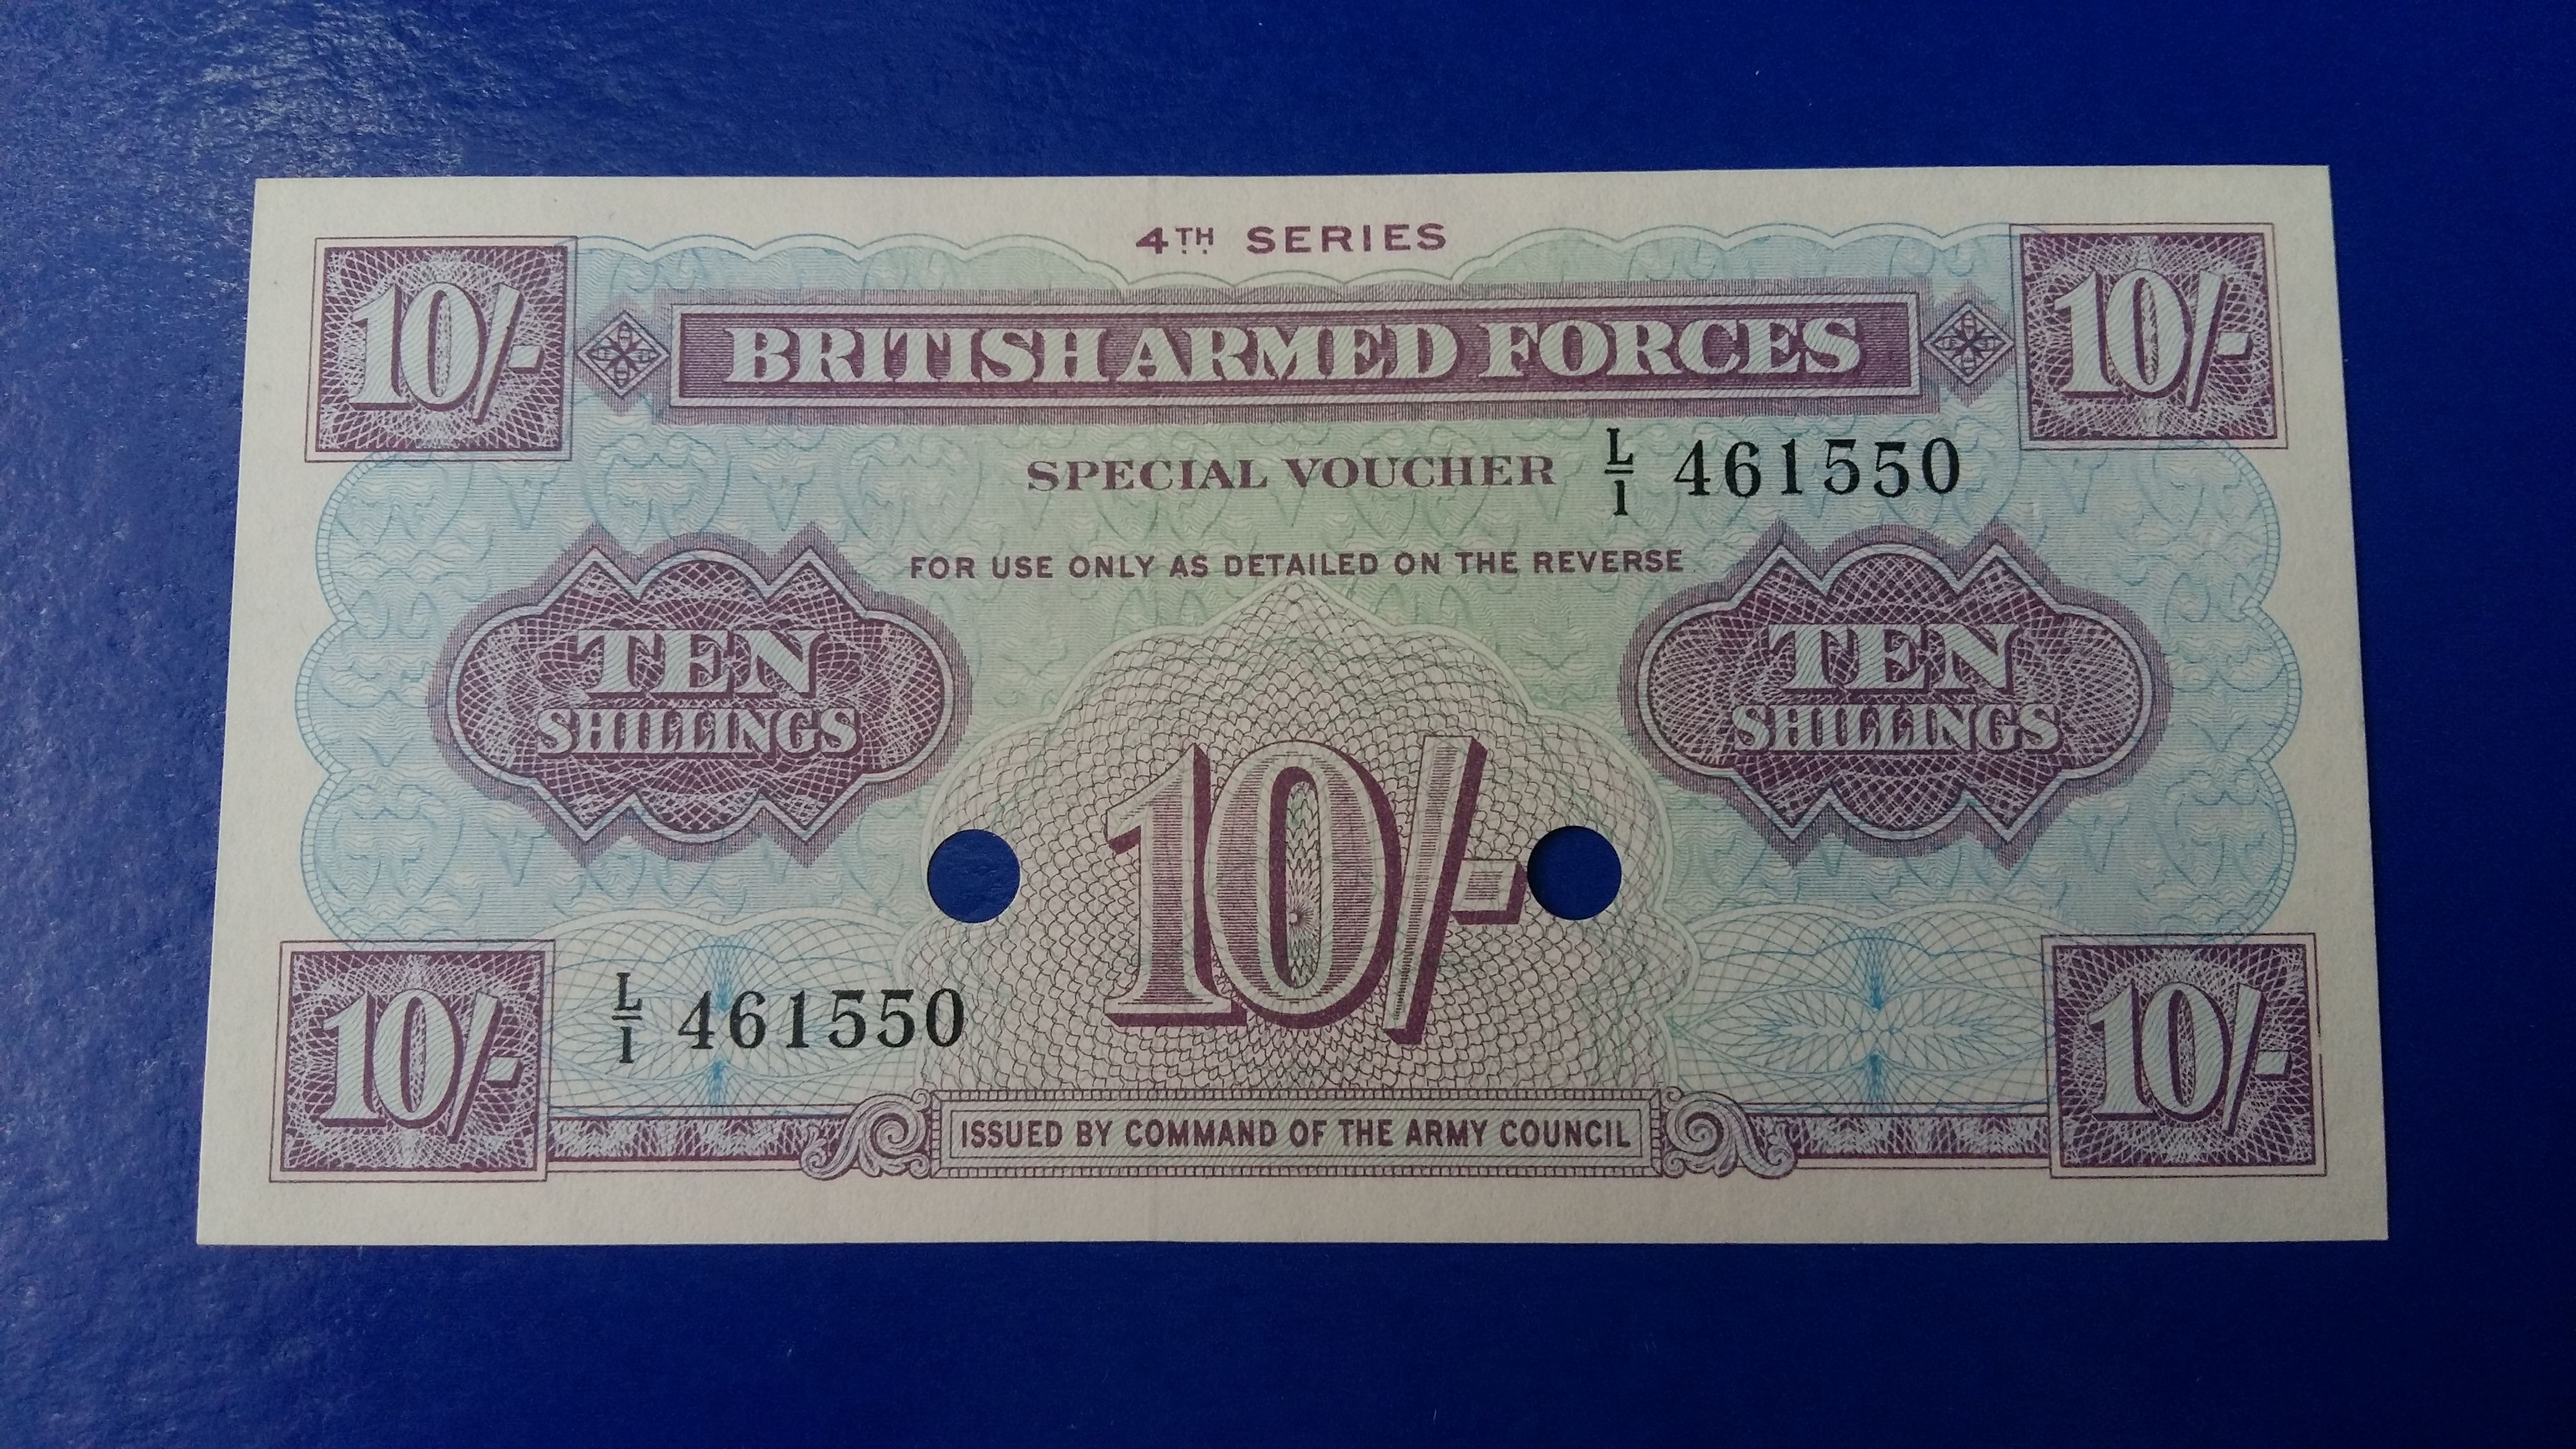 4TH SERIES
10/- BRITISH ARMED FORCES 10/-
SPECIAL VOUCHER L/1 461550
FOR USE ONLY AS DETAILED ON THE REVERSE
TEN SHILLINGS
TEN SHILLINGS
10/-
L/1 461550
10/- 10/-
ISSUED BY COMMAND OF THE ARMY COUNCIL